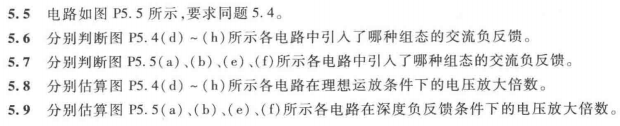 5.5 电路如图 P5.5 所示,要求同题 5.4。
5.6 分别判断图 P5.4(d) ~ (h)所示各电路中引入了哪种组态的交流负反馈。
5.7 分别判断图 P5.5(a)、(b)、(e)、(f)所示各电路中引入了哪种组态的交流负反馈。
5.8 分别估算图 P5.4(d) ~ (h)所示各电路在理想运放条件下的电压放大倍数。
5.9 分别估算图 P5.5(a)、(b)、(e)、(f)所示各电路在深度负反馈条件下的电压放大倍数。